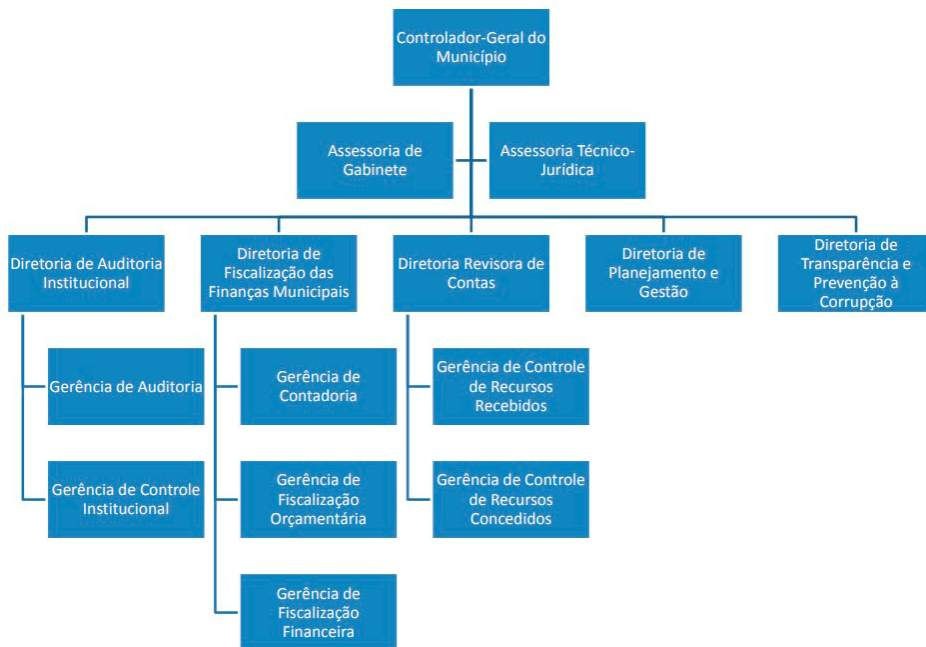 Controlador-Geral do
Município
Assessoria de
Gabinete
Assessoria Técnico-
Jurídica
Diretoria de Auditoria
Institucional
Diretoria de
Fiscalização das
Finanças Municipais
Diretoria Revisora de
Contas
Diretoria de
Planejamento e
Gestão
Diretoria de
Transparência e
Prevenção à
Corrupção
Gerência de Auditoria
Gerência de
Contadoria
Gerência de Controle
de Recursos
Recebidos
Gerência de Controle
Institucional
Gerência de
Fiscalização
Orçamentária
Gerência de Controle
de Recursos
Concedidos
Gerência de
Fiscalização
Financeira